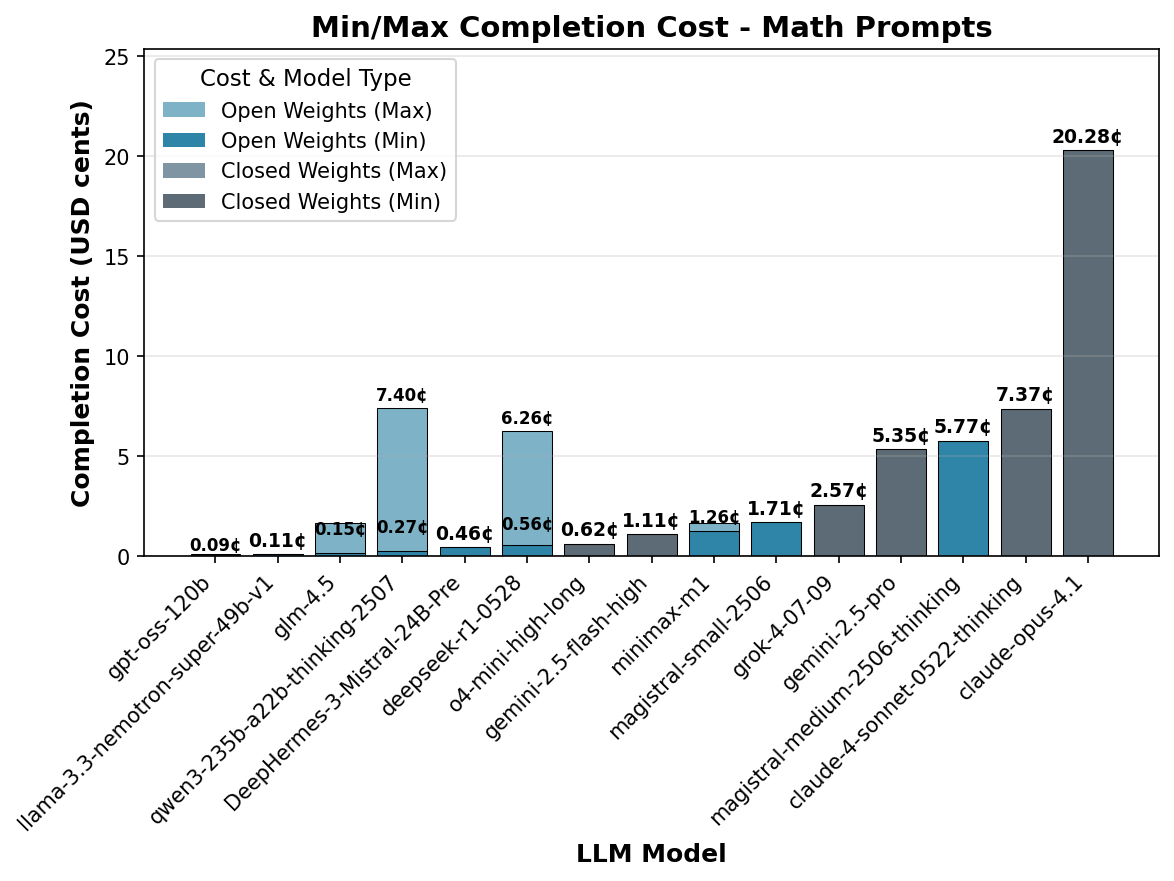 Min/Max Completion Cost - Math Prompts
Completion Cost (USD cents)
25
20
15
10
5
0
Cost & Model Type
Open Weights (Max)
Open Weights (Min)
Closed Weights (Max)
Closed Weights (Min)
0.09¢
0.11¢
0.15¢
7.40¢
0.27¢
0.46¢
6.26¢
0.56¢
0.62¢
1.11¢
1.26¢
1.71¢
2.57¢
5.35¢
5.77¢
7.37¢
20.28¢
gpt-oss-120b
llama-3.3-nemotron-super-49b-v1
glm-4.5
qwen3-235b-a22b-thinking-2507
DeepHermes-3-Mistral-24B-Pre
deepseek-r1-0528
o4-mini-high-long
gemini-2.5-flash-high
minimax-m1
magistral-small-2506
grok-4-07-09
gemini-2.5-pro
magistral-medium-2506-thinking
claude-4-sonnet-0522-thinking
claude-opus-4.1
LLM Model